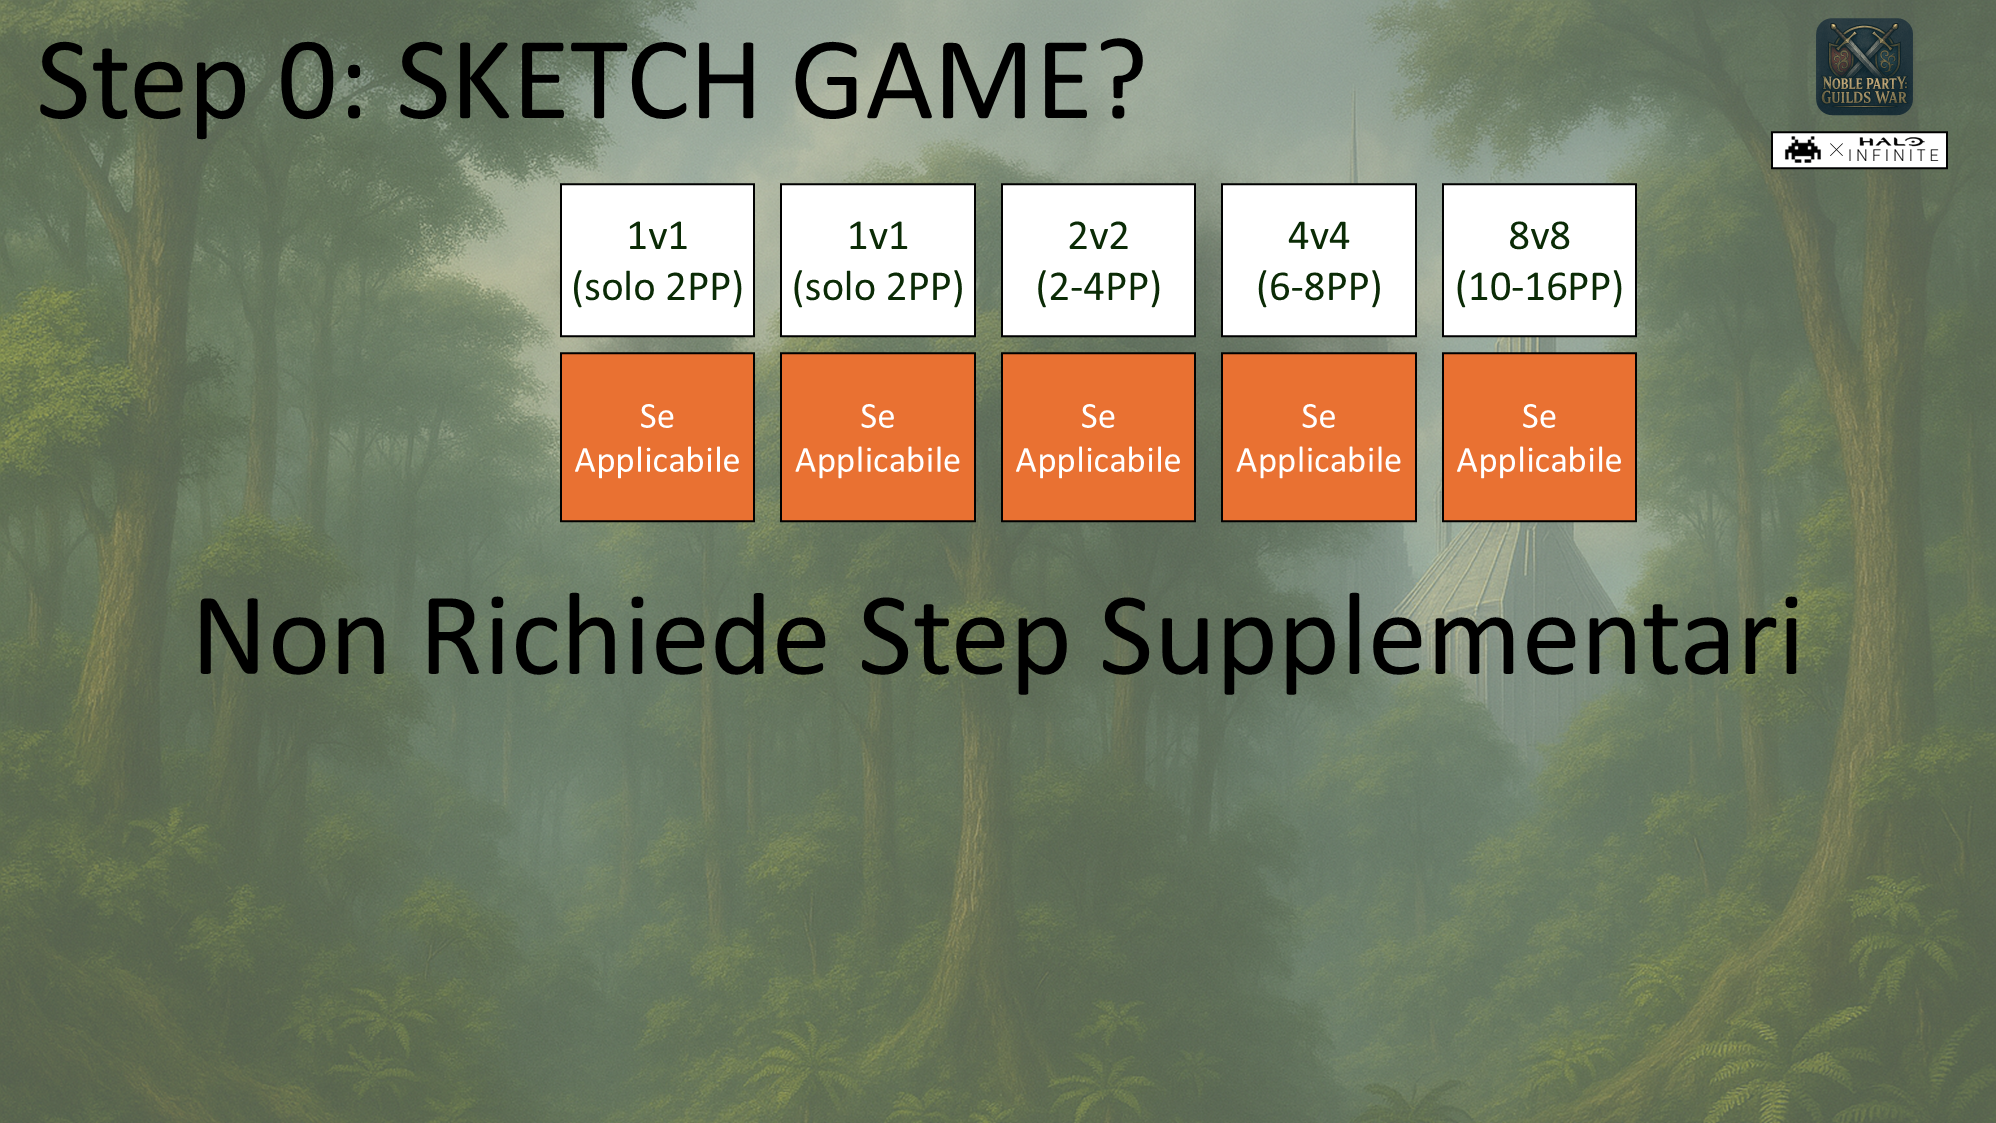 Step 0: SKETCH GAME?
NOBLE PARTY:
GUILDS WAR
× HALO
INFINITE
1v1
(solo 2PP)
1v1
(solo 2PP)
2v2
(2-4PP)
4v4
(6-8PP)
8v8
(10-16PP)
Se
Applicabile
Se
Applicabile
Se
Applicabile
Se
Applicabile
Se
Applicabile
Non Richiede Step Supplementari